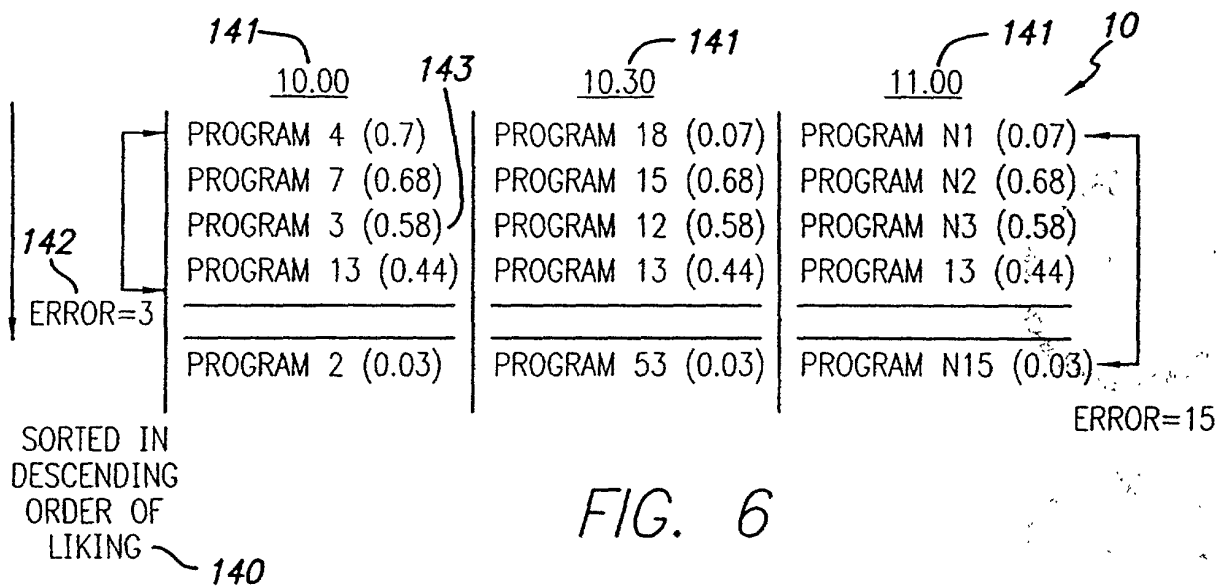 141 141 141 10
10.00 143 10.30 11.00
PROGRAM 4 (0.7) PROGRAM 18 (0.07) PROGRAM N1 (0.07)
PROGRAM 7 (0.68) PROGRAM 15 (0.68) PROGRAM N2 (0.68)
PROGRAM 3 (0.58) PROGRAM 12 (0.58) PROGRAM N3 (0.58)
142 PROGRAM 13 (0.44) PROGRAM 13 (0.44) PROGRAM 13 (0.44)
ERROR=3
PROGRAM 2 (0.03) PROGRAM 53 (0.03) PROGRAM N15 (0.03)
ERROR=15
SORTED IN
DESCENDING
ORDER OF
LIKING
140
FIG. 6